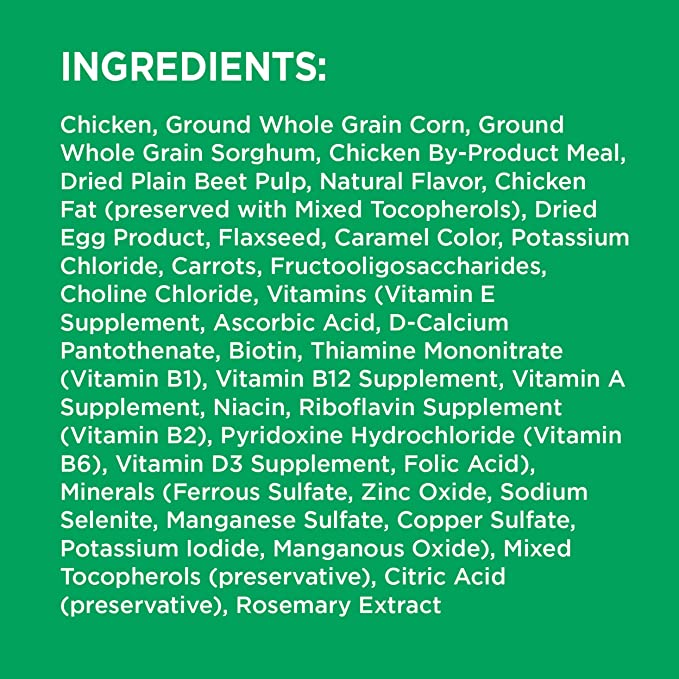 INGREDIENTS:
Chicken, Ground Whole Grain Corn, Ground
Whole Grain Sorghum, Chicken By-Product Meal,
Dried Plain Beet Pulp, Natural Flavor, Chicken
Fat (preserved with Mixed Tocopherols), Dried
Egg Product, Flaxseed, Caramel Color, Potassium
Chloride, Carrots, Fructooligosaccharides,
Choline Chloride, Vitamins (Vitamin E
Supplement, Ascorbic Acid, D-Calcium
Pantothenate, Biotin, Thiamine Mononitrate
(Vitamin B1), Vitamin B12 Supplement, Vitamin A
Supplement, Niacin, Riboflavin Supplement
(Vitamin B2), Pyridoxine Hydrochloride (Vitamin
B6), Vitamin D3 Supplement, Folic Acid),
Minerals (Ferrous Sulfate, Zinc Oxide, Sodium
Selenite, Manganese Sulfate, Copper Sulfate,
Potassium Iodide, Manganous Oxide), Mixed
Tocopherols (preservative), Citric Acid
(preservative), Rosemary Extract